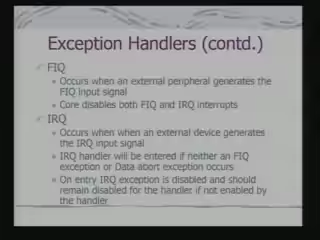 Exception Handlers (contd.)
FIQ
Occurs when an external peripheral generates the
FIQ input signal
Core disables both FIQ and IRQ interrupts
IRQ
Occurs when when an external device generates
the IRQ input signal
IRQ handler will be entered if neither an FIQ
exception or Data abort exception occurs
On entry IRQ exception is disabled and should
remain disabled for the handler if not enabled by
the handler